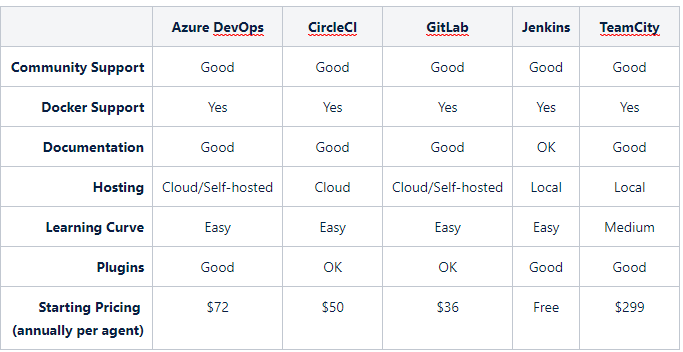 Azure DevOps CircleCI GitLab Jenkins TeamCity
Community Support Good Good Good Good Good
Docker Support Yes Yes Yes Yes Yes
Documentation Good Good Good OK Good
Hosting Cloud/Self-hosted Cloud Cloud/Self-hosted Local Local
Learning Curve Easy Easy Easy Easy Medium
Plugins Good OK OK Good Good
Starting Pricing $72 $50 $36 Free $299
(annually per agent)